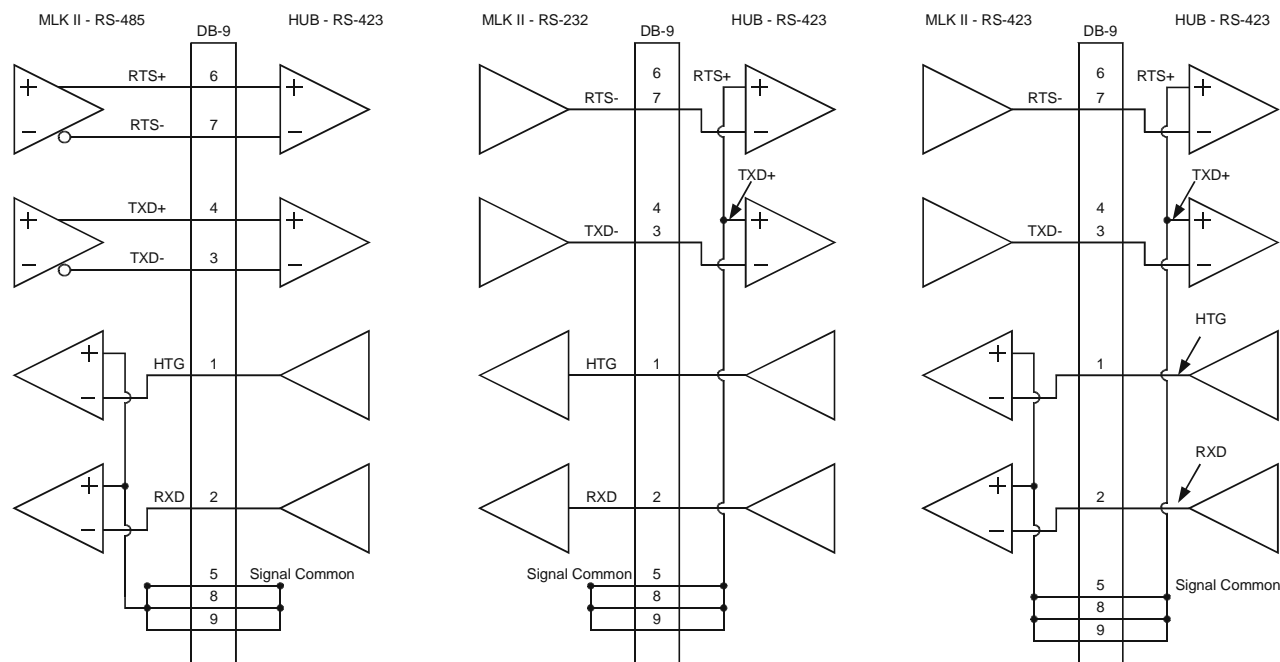 MLK II - RS-485
HUB - RS-423
DB-9
RTS+
6
RTS-
7
TXD+
4
TXD-
3
HTG
1
RXD
2
5
Signal Common
8
9
MLK II - RS-232
HUB - RS-423
DB-9
6
RTS+
RTS-
7
TXD+
4
TXD-
3
HTG
1
RXD
2
Signal Common
5
8
9
MLK II - RS-423
HUB - RS-423
DB-9
6
RTS+
RTS-
7
TXD+
4
TXD-
3
HTG
1
RXD
2
5
Signal Common
8
9